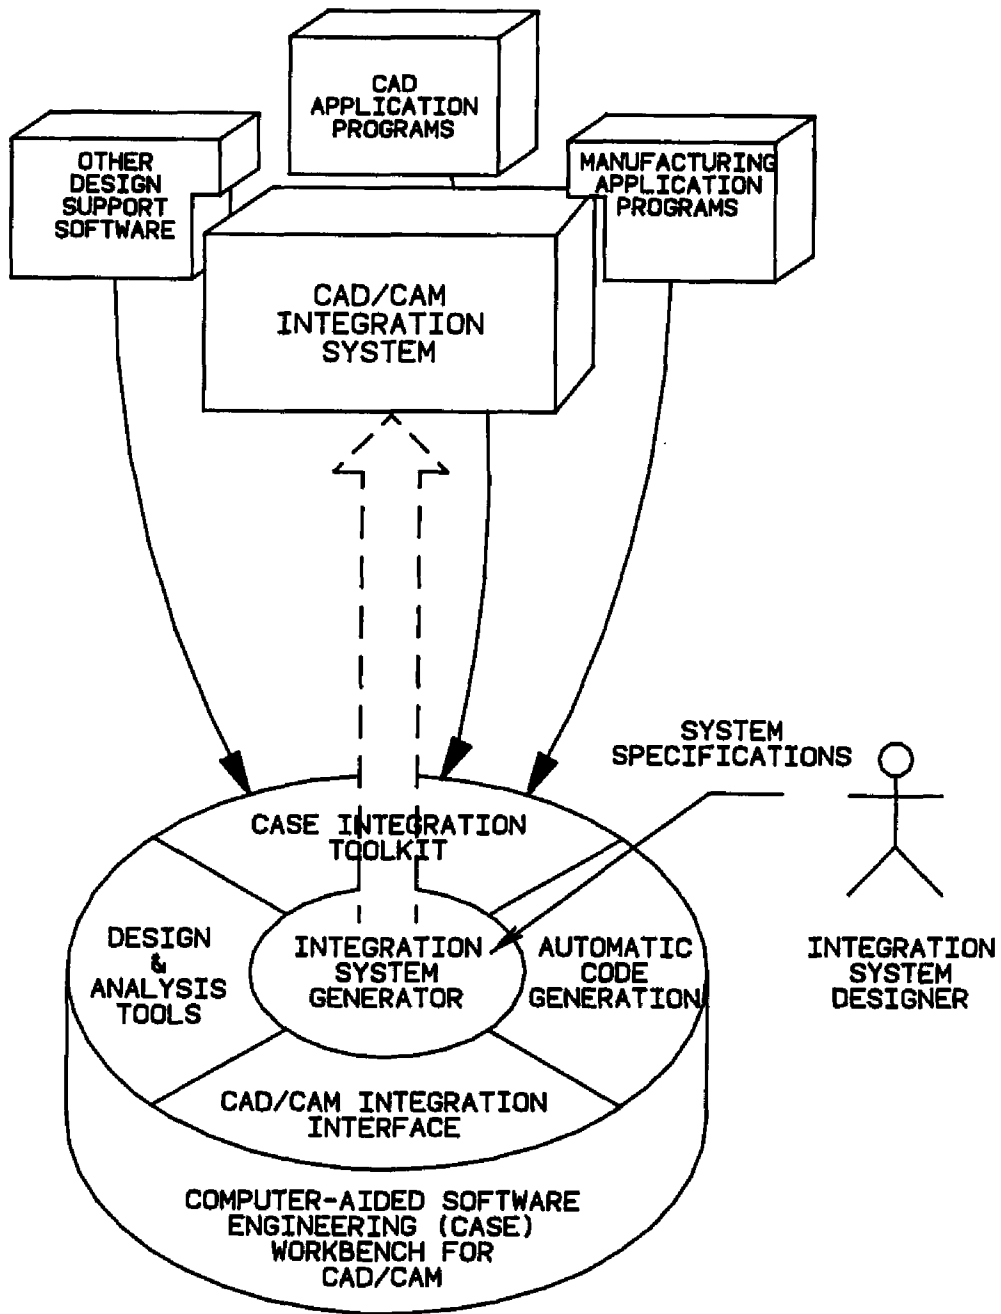 CAD
APPLICATION
PROGRAMS
OTHER
DESIGN
SUPPORT
SOFTWARE
MANUFACTURING
APPLICATION
PROGRAMS
CAD/CAM
INTEGRATION
SYSTEM
SYSTEM
SPECIFICATIONS
CASE INTEGRATION
TOOLKIT
DESIGN
&
ANALYSIS
TOOLS
INTEGRATION
SYSTEM
GENERATOR
AUTOMATIC
CODE
GENERATION
INTEGRATION
SYSTEM
DESIGNER
CAD/CAM INTEGRATION
INTERFACE
COMPUTER-AIDED SOFTWARE
ENGINEERING (CASE)
WORKBENCH FOR
CAD/CAM